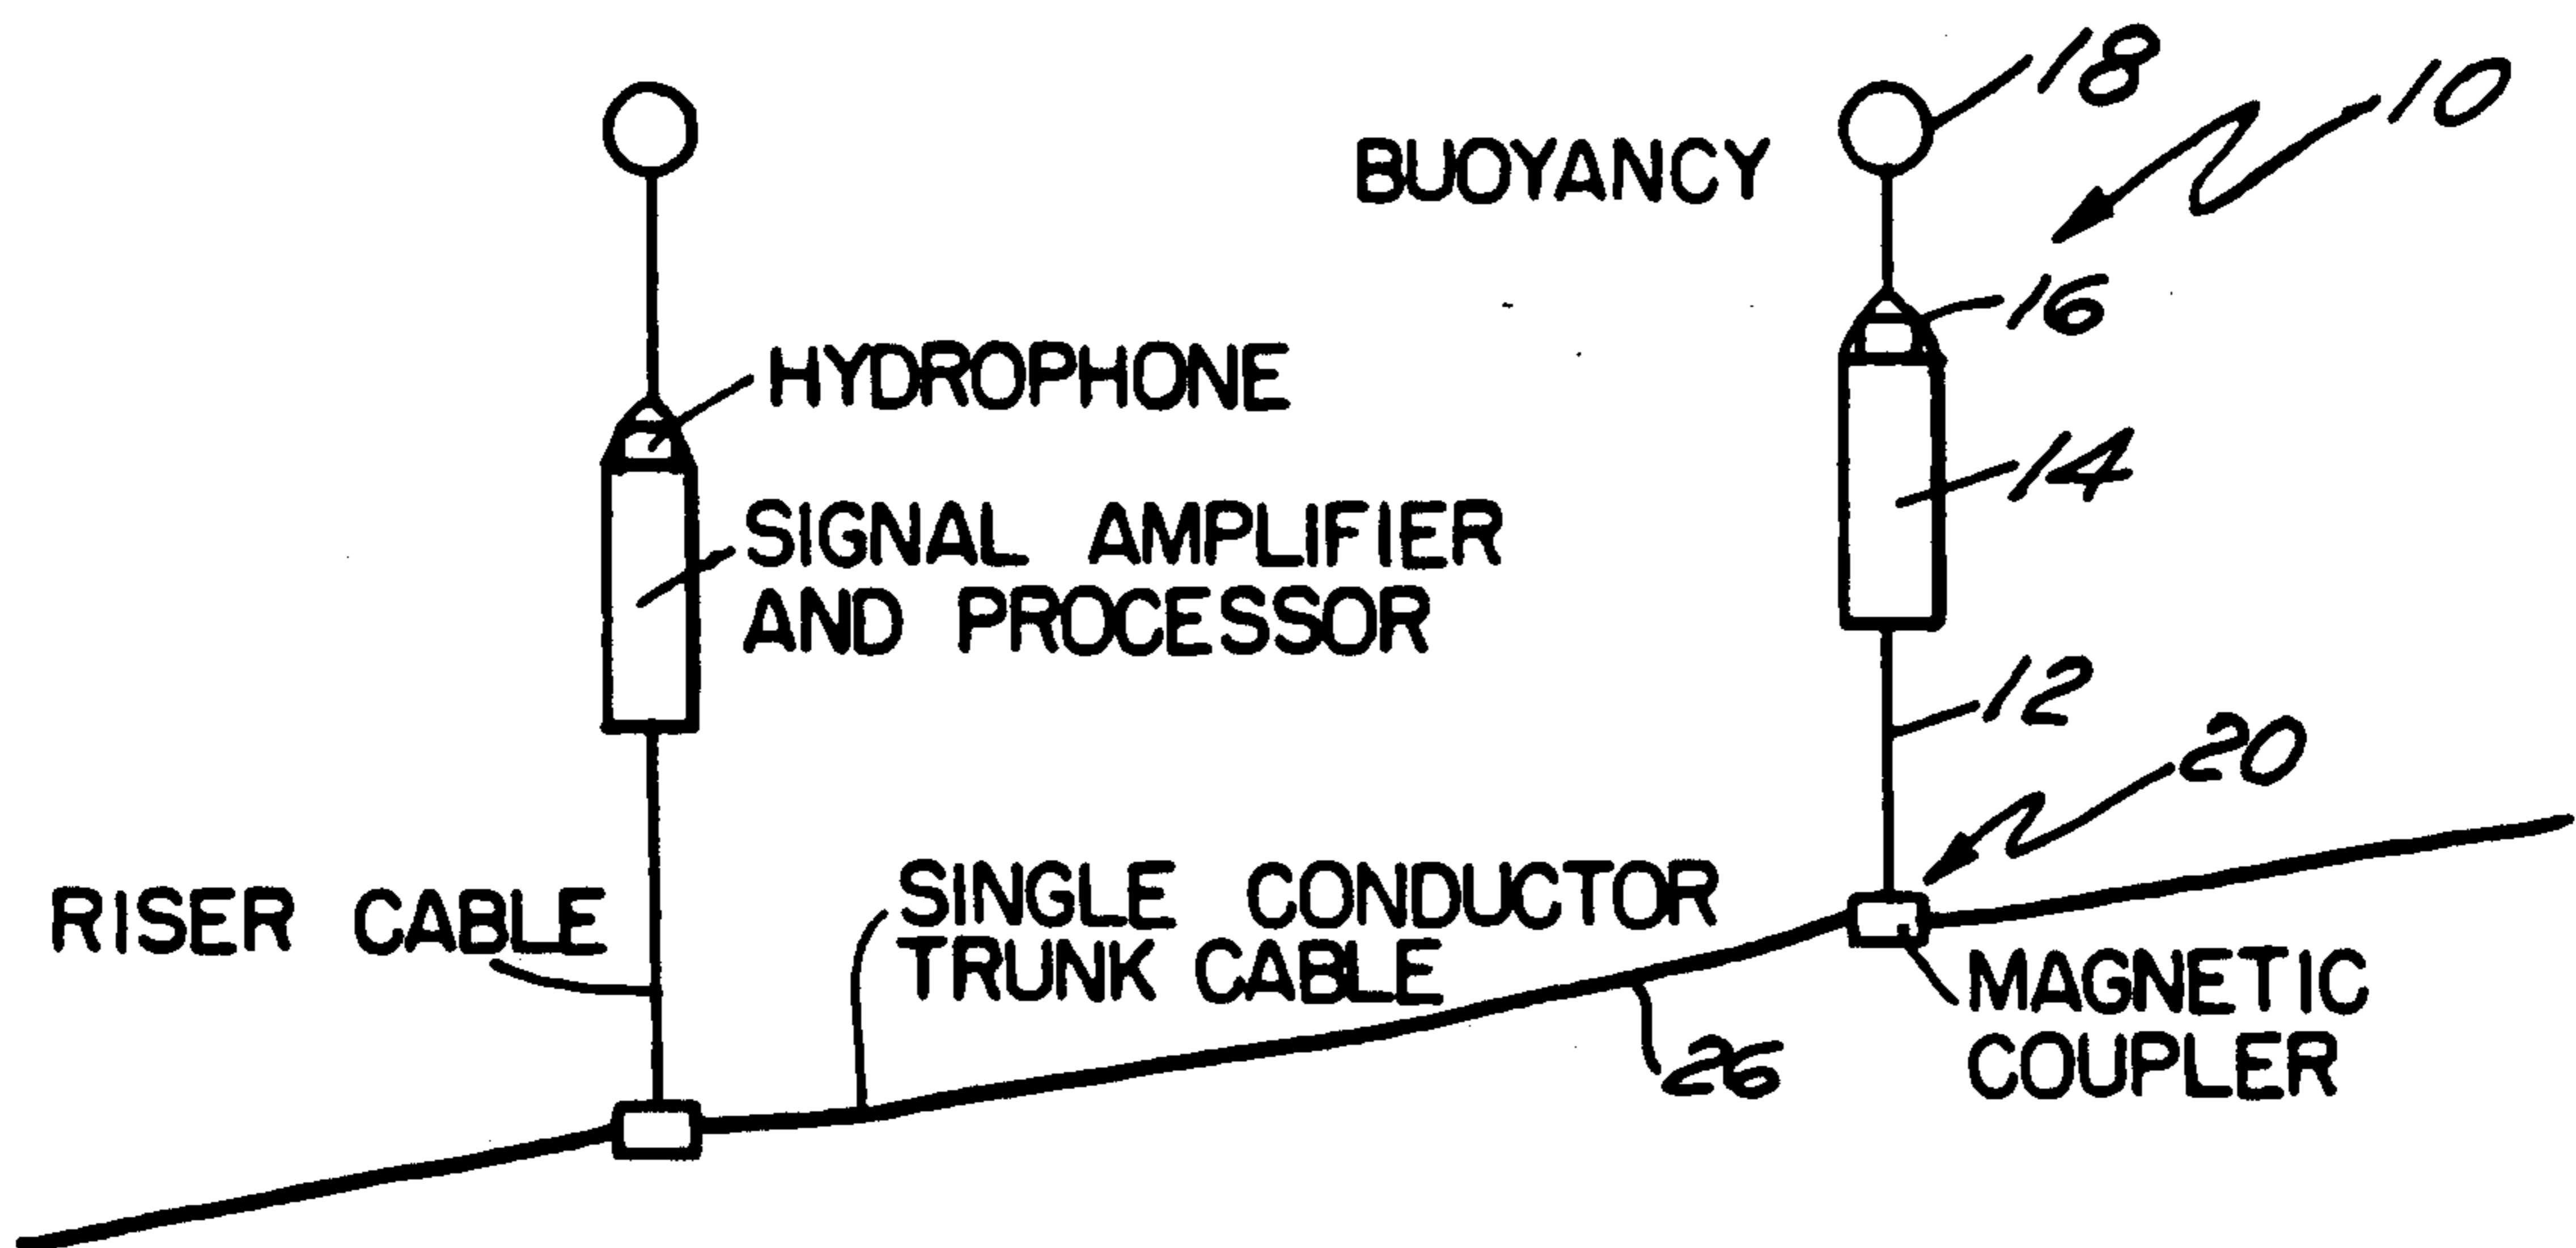 18
10
BUOYANCY
16
HYDROPHONE
14
SIGNAL AMPLIFIER
AND PROCESSOR
12
20
RISER CABLE
SINGLE CONDUCTOR
TRUNK CABLE
MAGNETIC
COUPLER
26